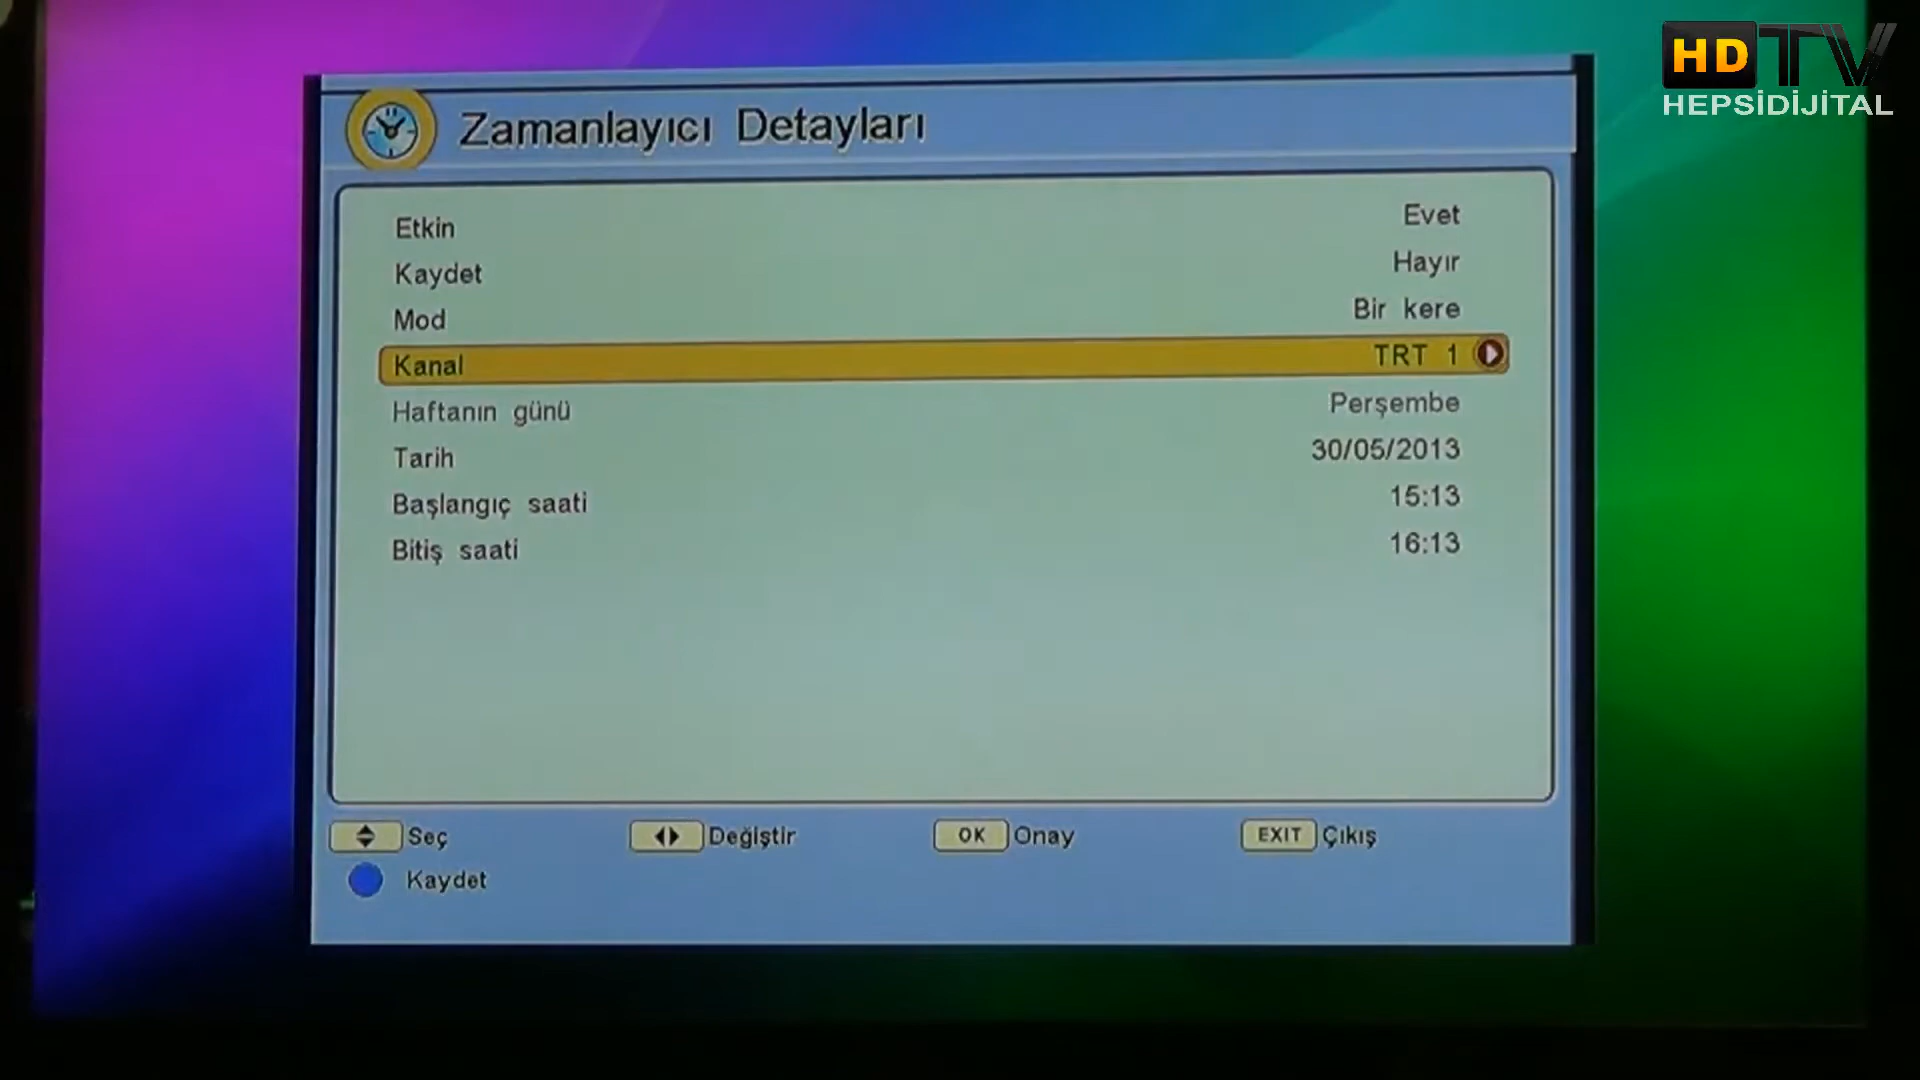 HD TV
HEPSİDİJİTAL
Zamanlayıcı Detayları
Etkin Evet
Kaydet Hayır
Mod Bir kere
Kanal TRT 1
Haftanın günü Perşembe
Tarih 30/05/2013
Başlangıç saati 15:13
Bitiş saati 16:13
Seç Değiştir OK Onay EXIT Çıkış
Kaydet